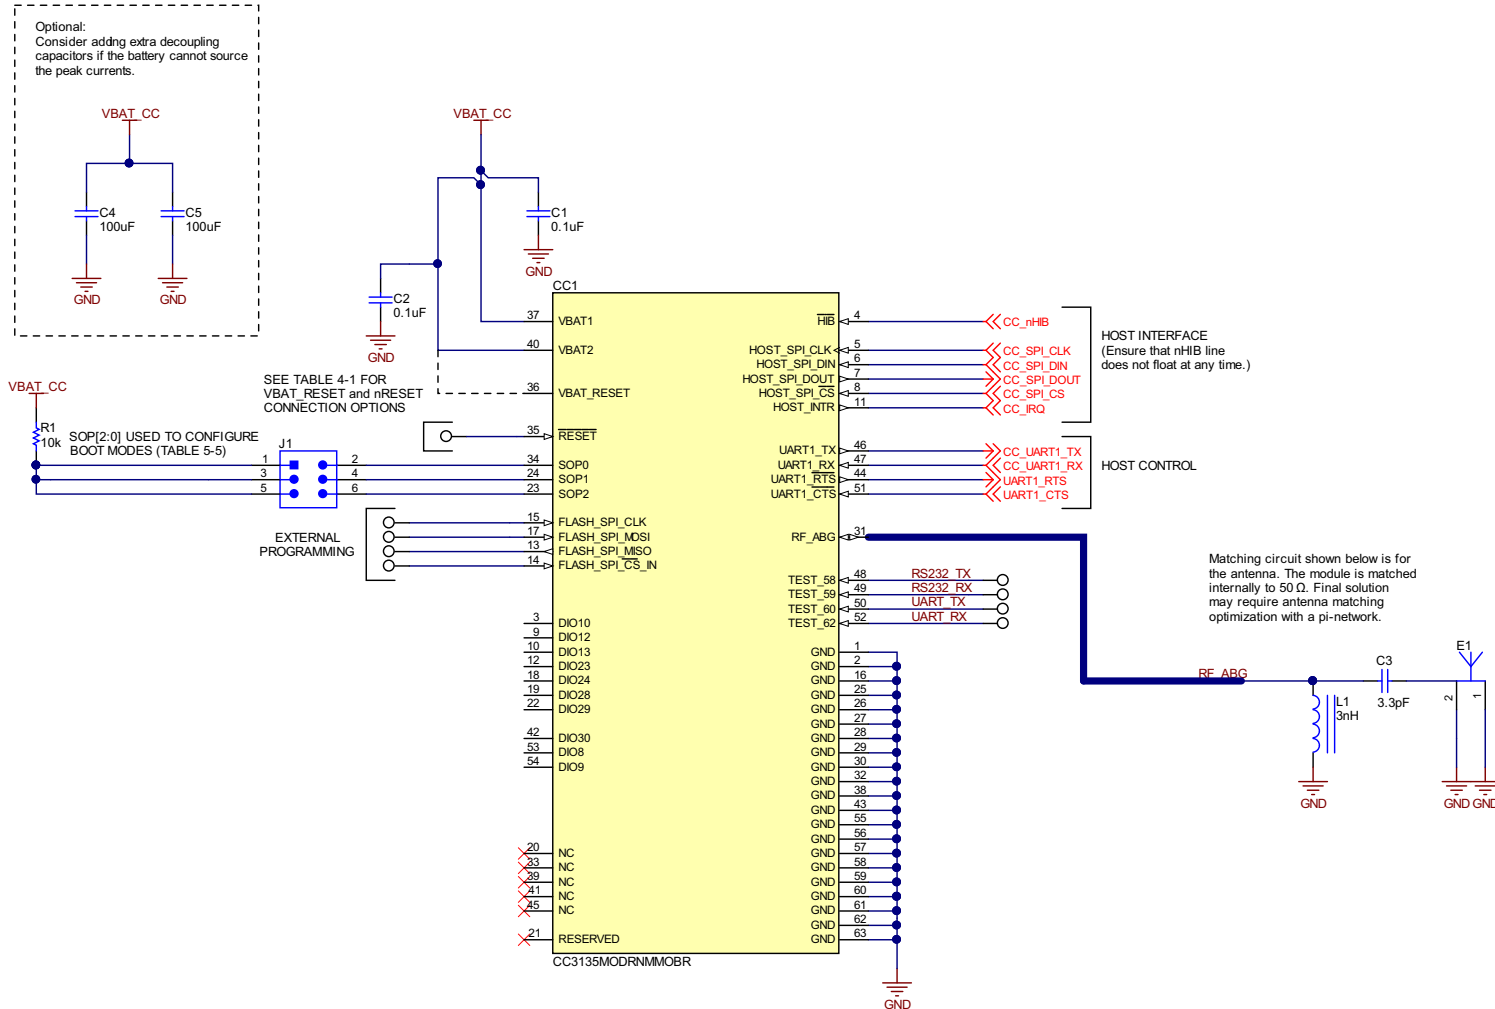 Optional:
Consider adding extra decoupling
capacitors if the battery cannot source
the peak currents.
VBAT_CC
C4
100uF
C5
100uF
GND
GND
VBAT_CC
C1
0.1uF
GND
C2
0.1uF
GND
VBAT_CC
R1
10k
SOP[2:0] USED TO CONFIGURE
BOOT MODES (TABLE 5-5)
SEE TABLE 4-1 FOR
VBAT_RESET and nRESET
CONNECTION OPTIONS
J1
1 2
3 4
5 6
EXTERNAL
PROGRAMMING
CC1
37 VBAT1
40 VBAT2
36 VBAT_RESET
35 RESET
34 SOP0
24 SOP1
23 SOP2
15 FLASH_SPI_CLK
17 FLASH_SPI_MOSI
13 FLASH_SPI_MISO
14 FLASH_SPI_CS_IN
3 DIO10
9 DIO12
10 DIO13
12 DIO23
18 DIO24
19 DIO28
22 DIO29
42 DIO30
53 DIO8
54 DIO9
20 NC
33 NC
39 NC
41 NC
45 NC
21 RESERVED
CC3135MODRNMMOBR
HIB 4 CC_nHIB
HOST_SPI_CLK 5 CC_SPI_CLK
HOST_SPI_DIN 6 CC_SPI_DIN
HOST_SPI_DOUT 7 CC_SPI_DOUT
HOST_SPI_CS 8 CC_SPI_CS
HOST_INTR 11 CC_IRQ
HOST INTERFACE
(Ensure that nHIB line
does not float at any time.)
UART1_TX 46 CC_UART1_TX
UART1_RX 47 CC_UART1_RX
UART1_RTS 44 UART1_RTS
UART1_CTS 51 UART1_CTS
HOST CONTROL
RF_ABG 31
TEST_58 48 RS232_TX
TEST_59 49 RS232_RX
TEST_60 50 UART_TX
TEST_62 52 UART_RX
GND 1
GND 2
GND 16
GND 25
GND 26
GND 27
GND 28
GND 29
GND 30
GND 32
GND 38
GND 43
GND 55
GND 56
GND 57
GND 58
GND 59
GND 60
GND 61
GND 62
GND 63
GND
Matching circuit shown below is for
the antenna. The module is matched
internally to 50 Ω. Final solution
may require antenna matching
optimization with a pi-network.
RF_ABG
L1
3nH
GND
C3
3.3pF
E1
2
1
GND GND